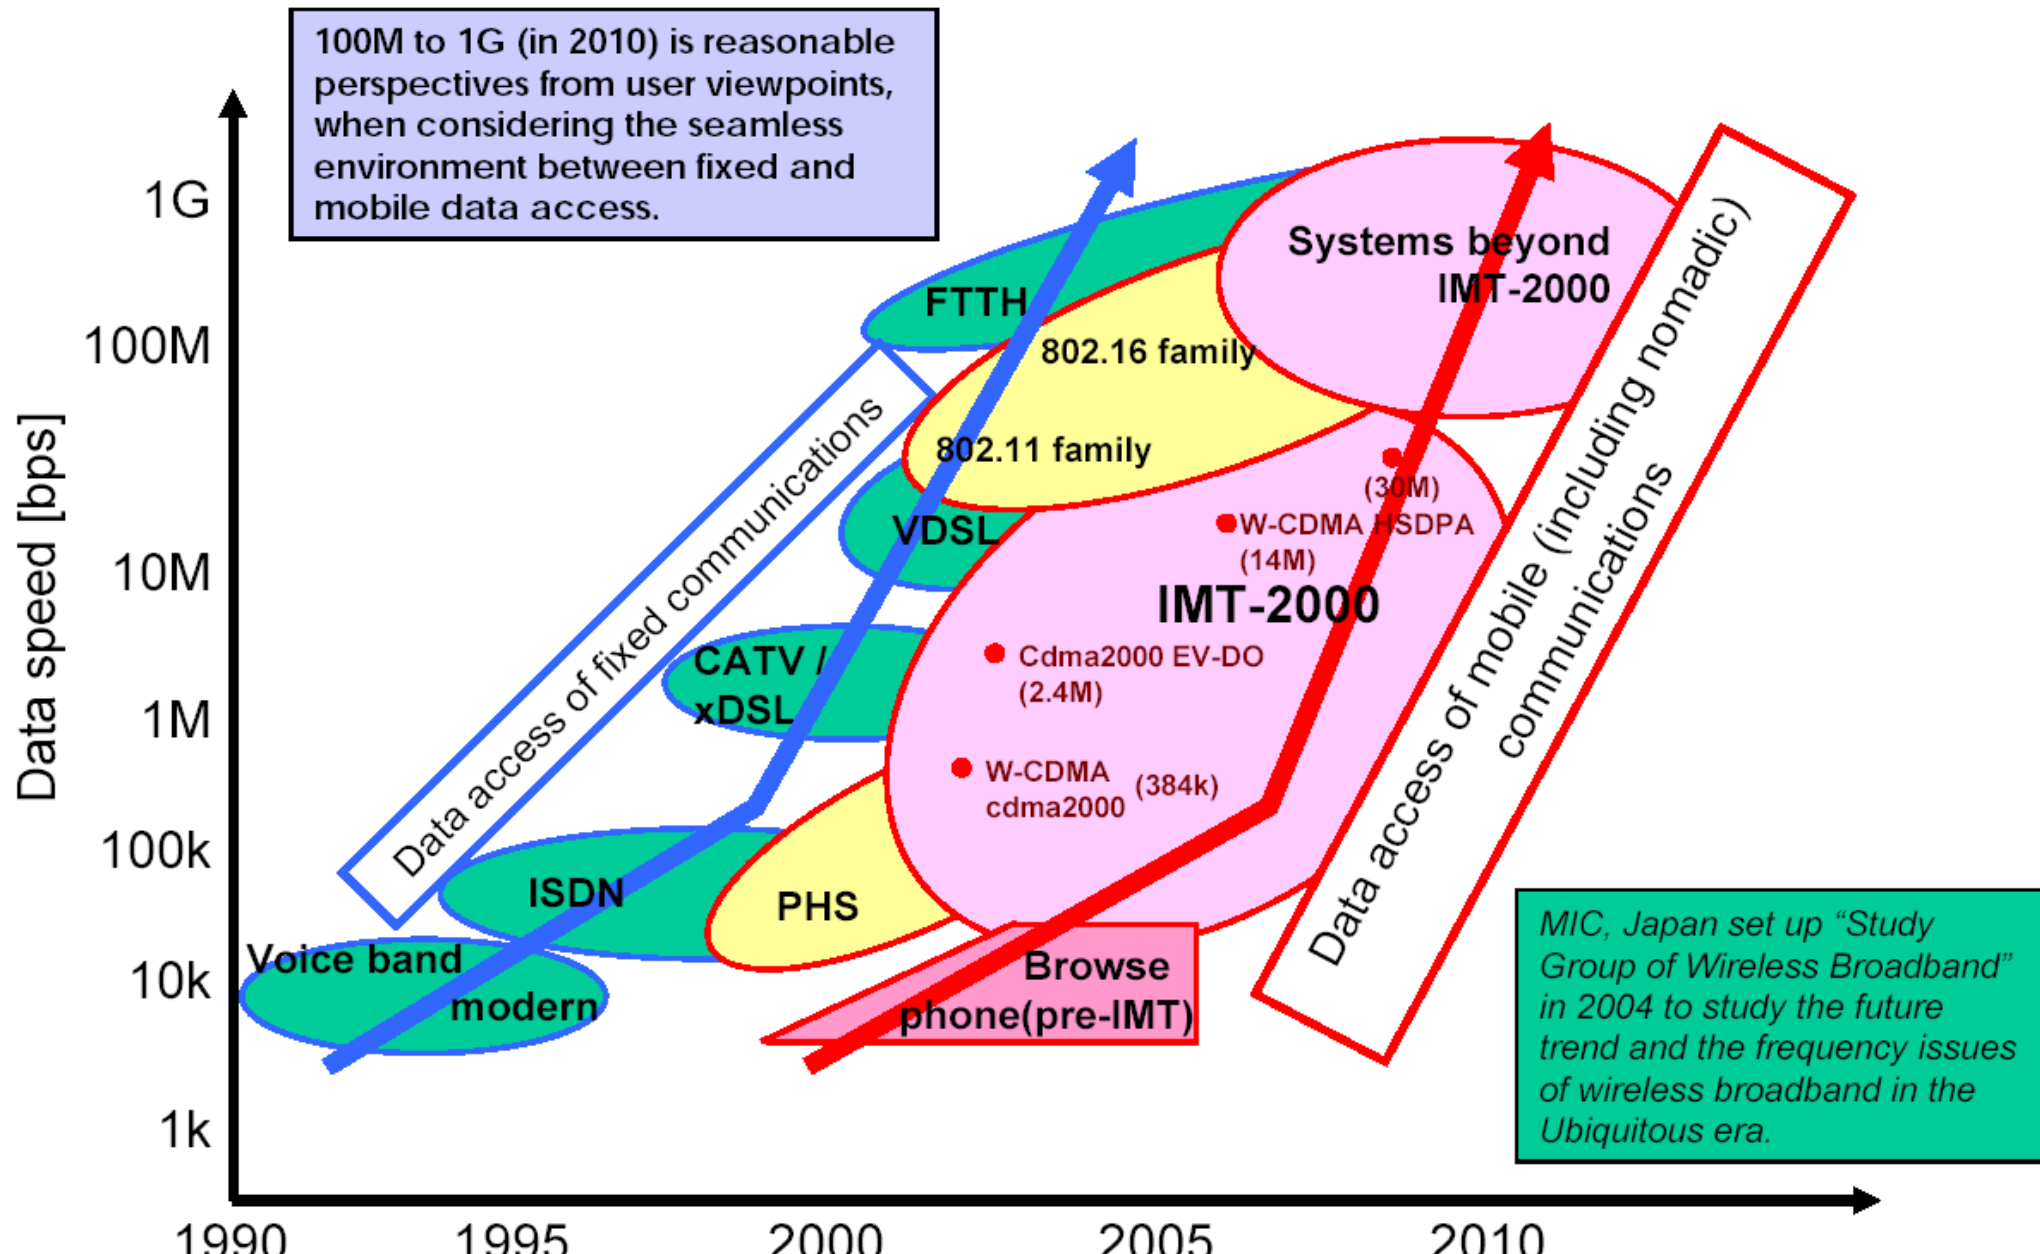 100M to 1G (in 2010) is reasonable
perspectives from user viewpoints,
when considering the seamless
environment between fixed and
mobile data access.
1G
100M
10M
1M
100k
10k
1k
Data speed [bps]
Data access of fixed communications
FTTH
Systems beyond
IMT-2000
802.16 family
802.11 family
VDSL
(30M)
W-CDMA HSDPA
(14M)
IMT-2000
CATV /
xDSL
Cdma2000 EV-DO
(2.4M)
W-CDMA
cdma2000
(384k)
ISDN
PHS
Voice band
modern
Browse
phone(pre-IMT)
Data access of mobile (including nomadic)
communications
MIC, Japan set up “Study
Group of Wireless Broadband”
in 2004 to study the future
trend and the frequency issues
of wireless broadband in the
Ubiquitous era.
1990
1995
2000
2005
2010